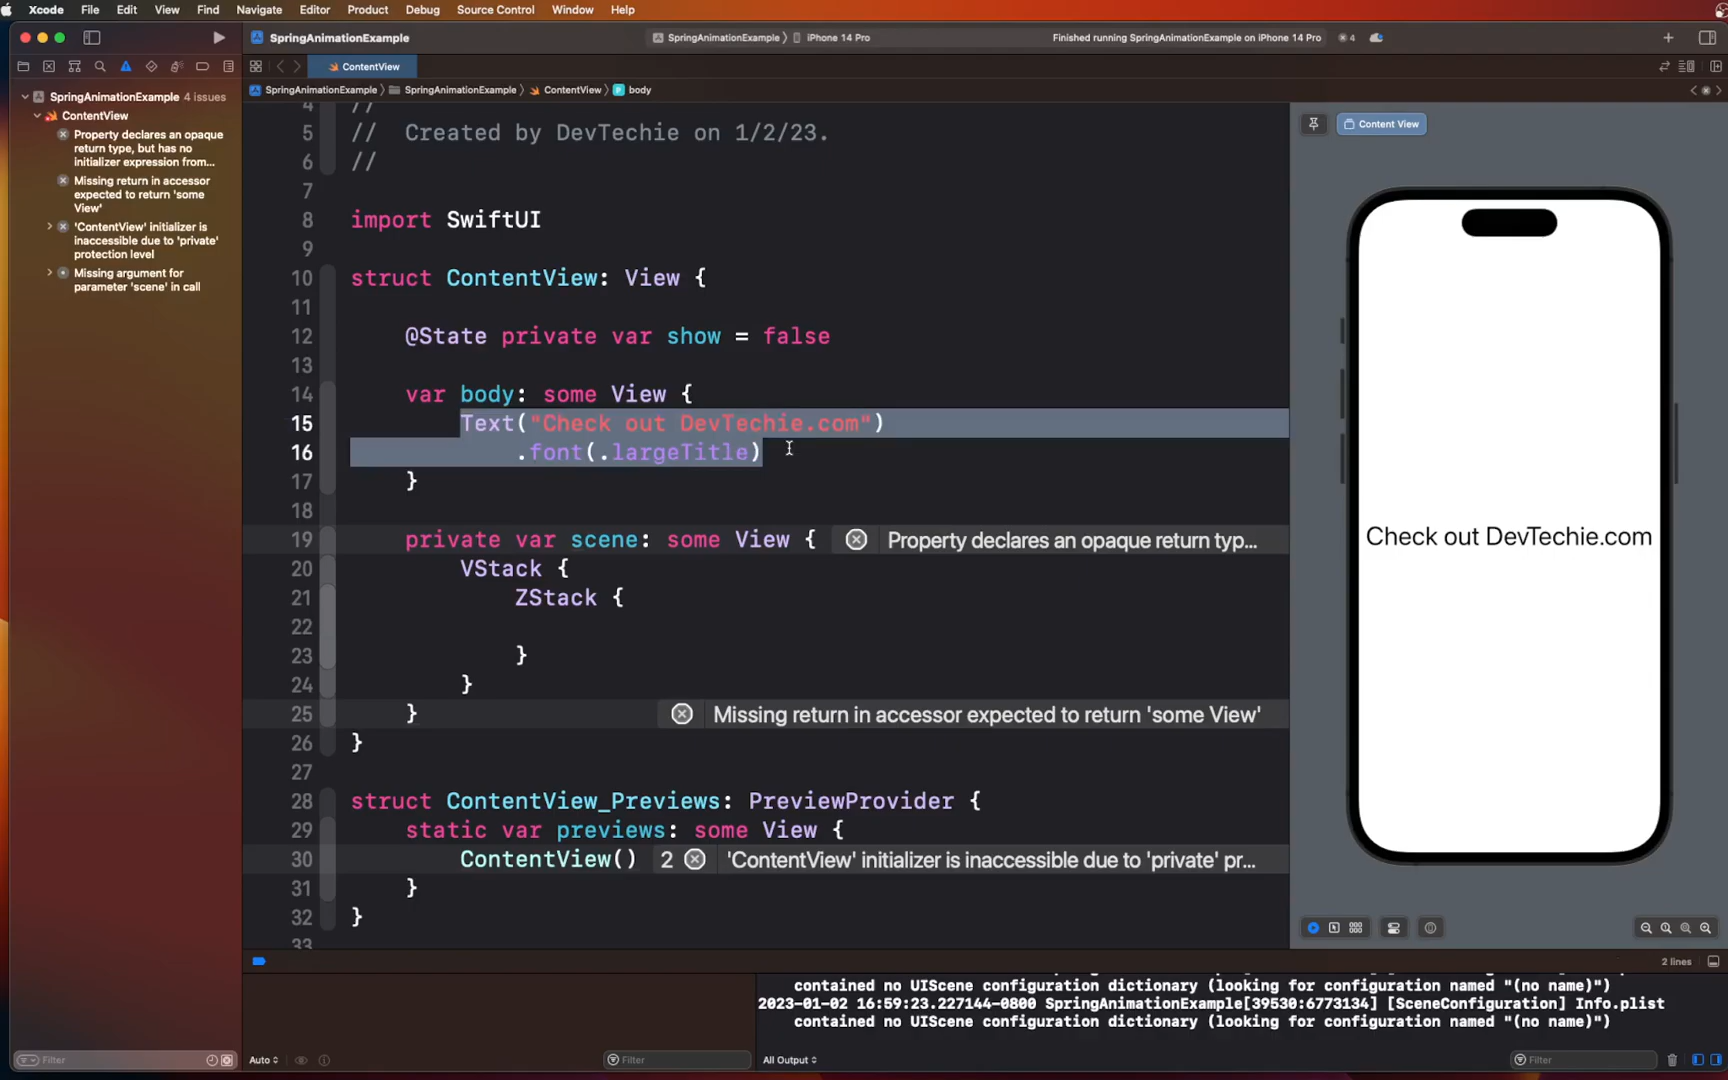 Xcode File Edit View Find Navigate Editor Product Debug Source Control Window Help
SpringAnimationExample
SpringAnimationExample 〉 iPhone 14 Pro
Finished running SpringAnimationExample on iPhone 14 Pro
4
ContentView
SpringAnimationExample 〉 SpringAnimationExample 〉 ContentView 〉 body
SpringAnimationExample 4 issues
ContentView
Property declares an opaque
return type, but has no
initializer expression from...
Missing return in accessor
expected to return 'some
View'
'ContentView' initializer is
inaccessible due to 'private'
protection level
Missing argument for
parameter 'scene' in call
Filter
4 //
5 // Created by DevTechie on 1/2/23.
6 //
7
8 import SwiftUI
9
10 struct ContentView: View {
11
12 @State private var show = false
13
14 var body: some View {
15 Text("Check out DevTechie.com")
16 .font(.largeTitle)
17 }
18
19 private var scene: some View { Property declares an opaque return typ...
20 VStack {
21 ZStack {
22
23 }
24 }
25 } Missing return in accessor expected to return 'some View'
26 }
27
28 struct ContentView_Previews: PreviewProvider {
29 static var previews: some View {
30 ContentView() 2 'ContentView' initializer is inaccessible due to 'private' pr...
31 }
32 }
33
Content View
Check out DevTechie.com
2 lines
contained no UIScene configuration dictionary (looking for configuration named "(no name)")
2023-01-02 16:59:23.227144-0800 SpringAnimationExample[39530:6773134] [SceneConfiguration] Info.plist
contained no UIScene configuration dictionary (looking for configuration named "(no name)")
Auto
Filter
All Output
Filter